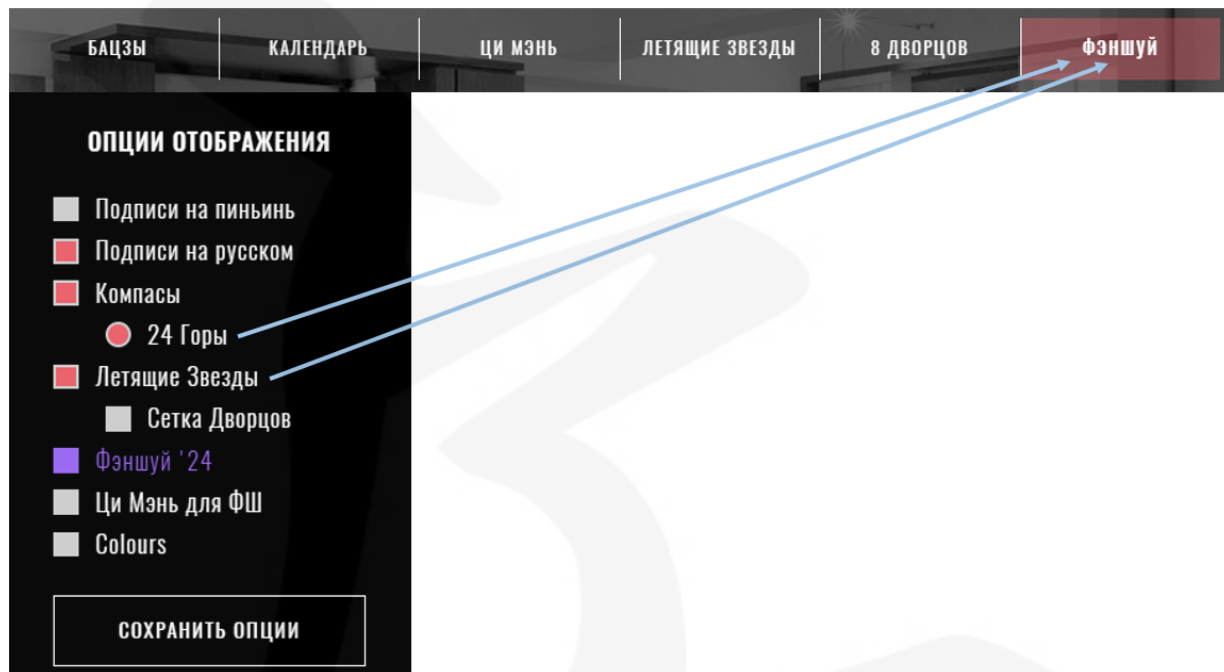 БАЦЗЫ КАЛЕНДАРЬ ЦИ МЭНЬ ЛЕТЯЩИЕ ЗВЕЗДЫ 8 ДВОРЦОВ ФЭНШУЙ
ОПЦИИ ОТОБРАЖЕНИЯ
Подписи на пиньинь
Подписи на русском
Компасы
24 Горы
Летящие Звезды
Сетка Дворцов
Фэншуй '24
Ци Мэнь для ФШ
Colours
СОХРАНИТЬ ОПЦИИ